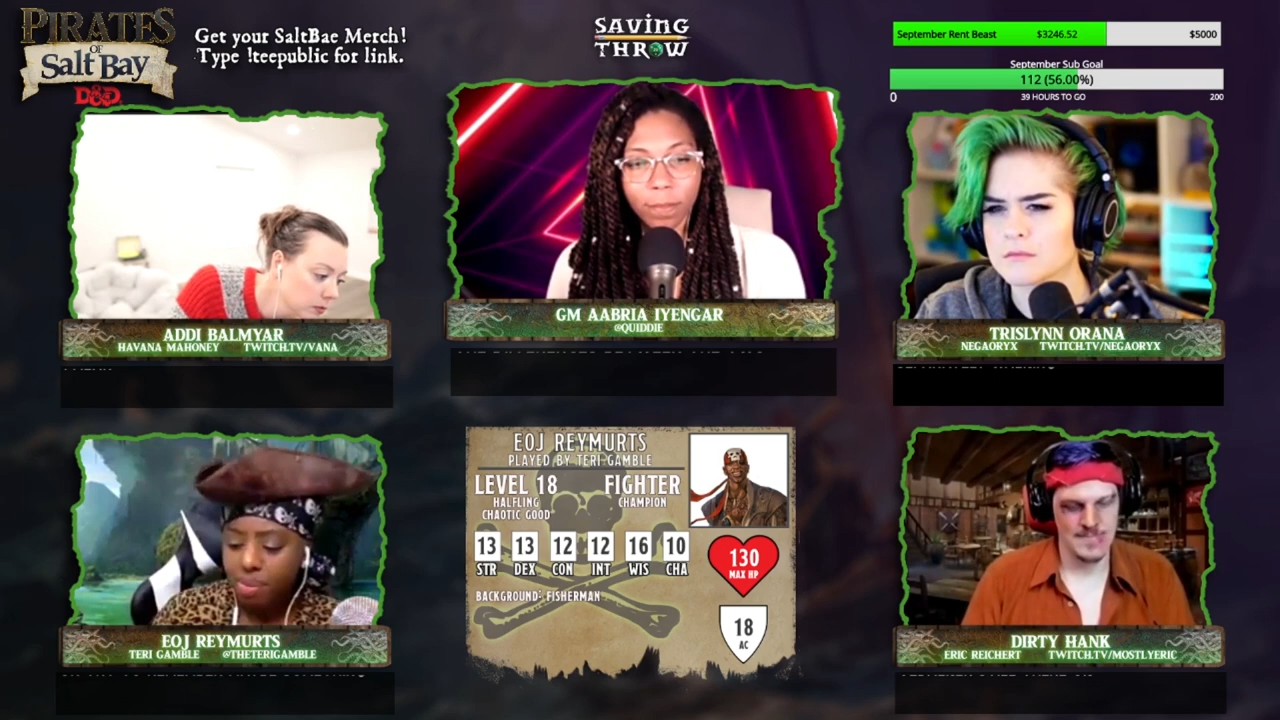 PIRATES
OF
Salt Bay
D&D
Get your SaltBae Merch!
Type !teepublic for link.
SAVING
THROW
September Rent Beast $3246.52 $5000
September Sub Goal
112 (56.00%)
0 39 HOURS TO GO 200
ADDI BALMYAR
HAVANA MAHONEY TWITCH.TV/VANA
GM AABRIA IYENGAR
@QUIDDIE
TRISLYNN ORANA
NEGAORYX TWITCH.TV/NEGAORYX
EOJ REYMURTS
PLAYED BY TERI GAMBLE
LEVEL 18 FIGHTER
HALFLING CHAMPION
CHAOTIC GOOD
13 13 12 12 16 10
STR DEX CON INT WIS CHA
130
MAX HP
BACKGROUND: FISHERMAN
18
AC
EOJ REYMURTS
TERI GAMBLE @THETERIGAMBLE
DIRTY HANK
ERIC REICHERT TWITCH.TV/MOSTLYERIC